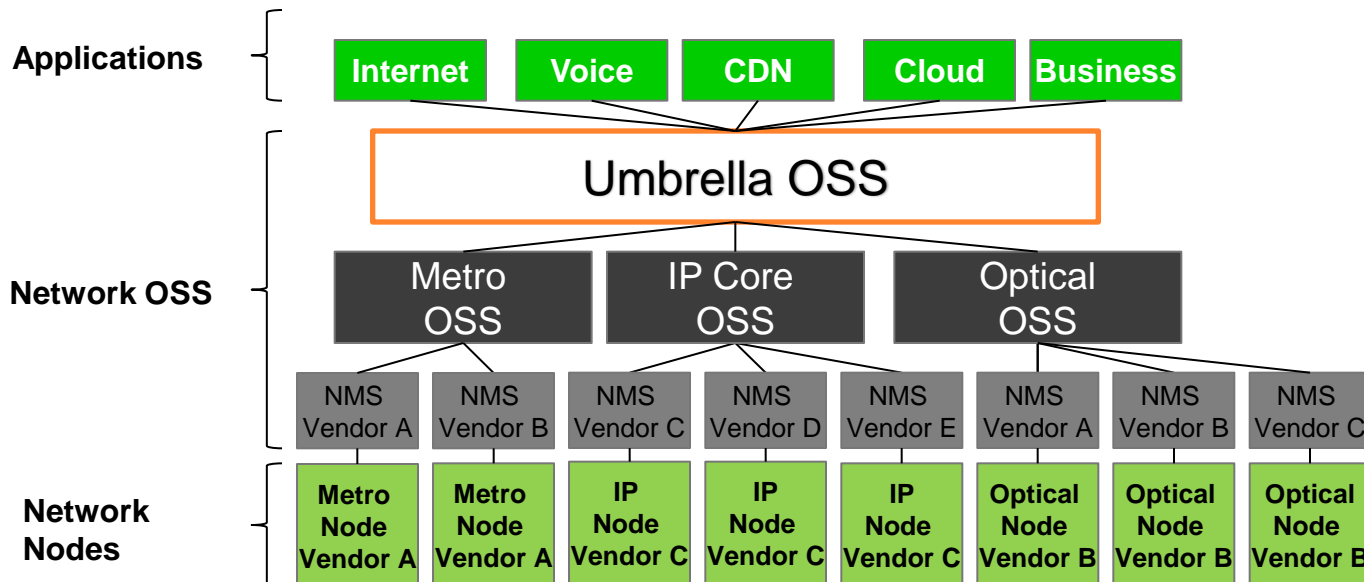 Applications
Internet
Voice
CDN
Cloud
Business
Umbrella OSS
Network OSS
Metro
OSS
IP Core
OSS
Optical
OSS
NMS
Vendor A
NMS
Vendor B
NMS
Vendor C
NMS
Vendor D
NMS
Vendor E
NMS
Vendor A
NMS
Vendor B
NMS
Vendor C
Network
Nodes
Metro
Node
Vendor A
Metro
Node
Vendor A
IP
Node
Vendor C
IP
Node
Vendor C
IP
Node
Vendor C
Optical
Node
Vendor B
Optical
Node
Vendor B
Optical
Node
Vendor B